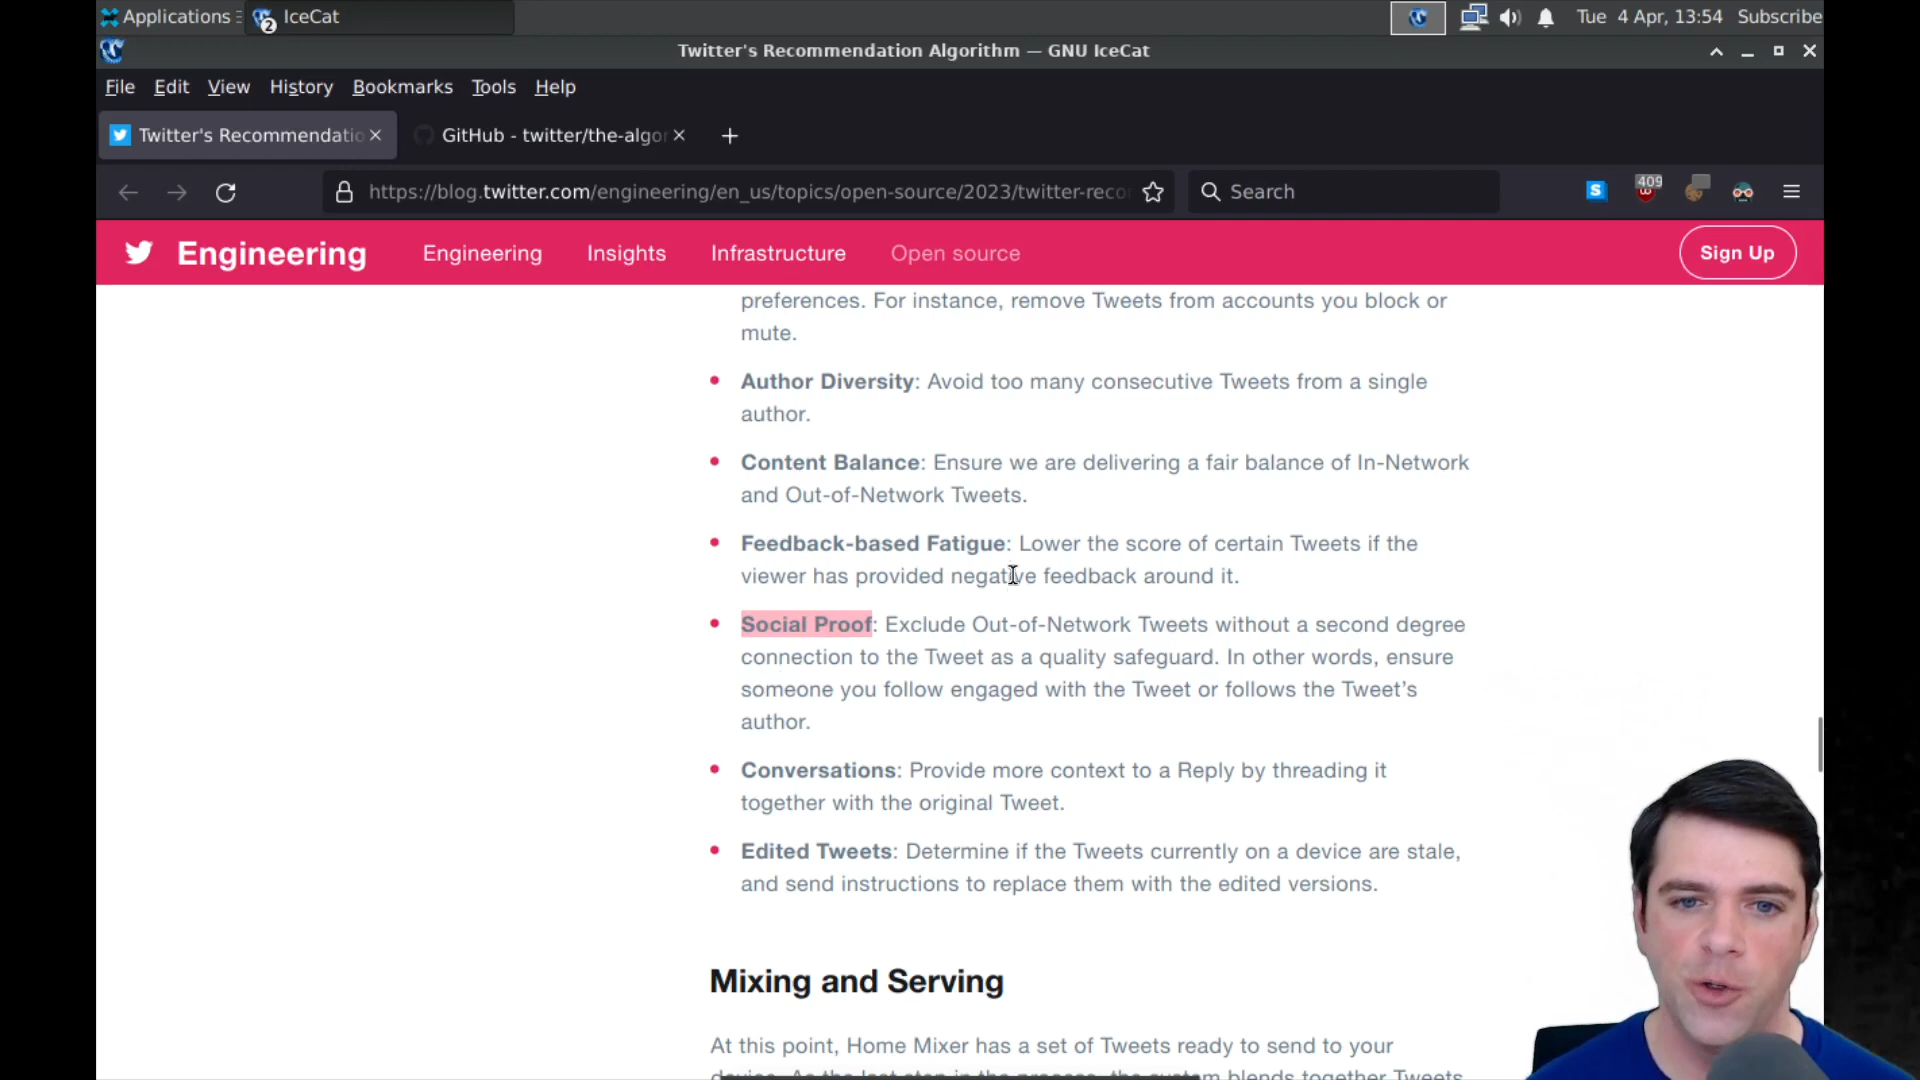 Applications
IceCat
2
Tue 4 Apr, 13:54
Subscribe
Twitter's Recommendation Algorithm — GNU IceCat
File Edit View History Bookmarks Tools Help
Twitter's Recommendatio
GitHub - twitter/the-algor
https://blog.twitter.com/engineering/en_us/topics/open-source/2023/twitter-reco
Search
S
409
Engineering
Engineering Insights Infrastructure Open source
Sign Up
preferences. For instance, remove Tweets from accounts you block or
mute.
Author Diversity: Avoid too many consecutive Tweets from a single
author.
Content Balance: Ensure we are delivering a fair balance of In-Network
and Out-of-Network Tweets.
Feedback-based Fatigue: Lower the score of certain Tweets if the
viewer has provided negative feedback around it.
Social Proof: Exclude Out-of-Network Tweets without a second degree
connection to the Tweet as a quality safeguard. In other words, ensure
someone you follow engaged with the Tweet or follows the Tweet’s
author.
Conversations: Provide more context to a Reply by threading it
together with the original Tweet.
Edited Tweets: Determine if the Tweets currently on a device are stale,
and send instructions to replace them with the edited versions.
Mixing and Serving
At this point, Home Mixer has a set of Tweets ready to send to your
device. As the last step in the process, the system blends together Tweets